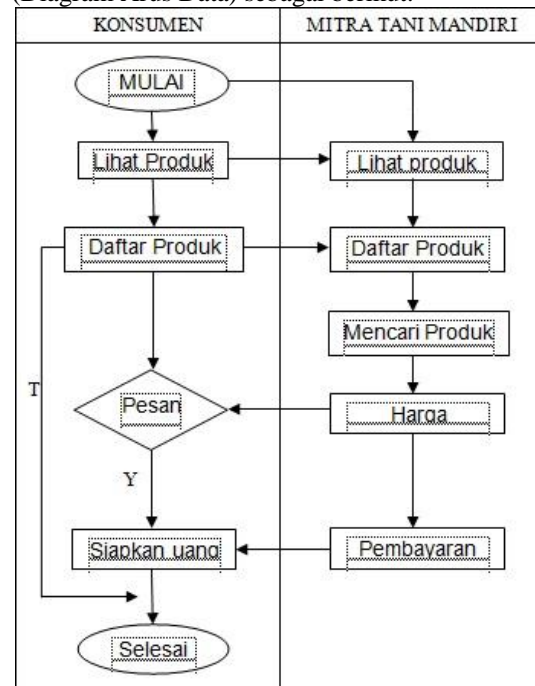 (Diagram Arus Data) sebagai berikut:
KONSUMEN
MITRA TANI MANDIRI
MULAI
Lihat Produk
Lihat produk
Daftar Produk
Daftar Produk
Mencari Produk
T
Pesan
Harga
Y
Siapkan uang
Pembayaran
Selesai